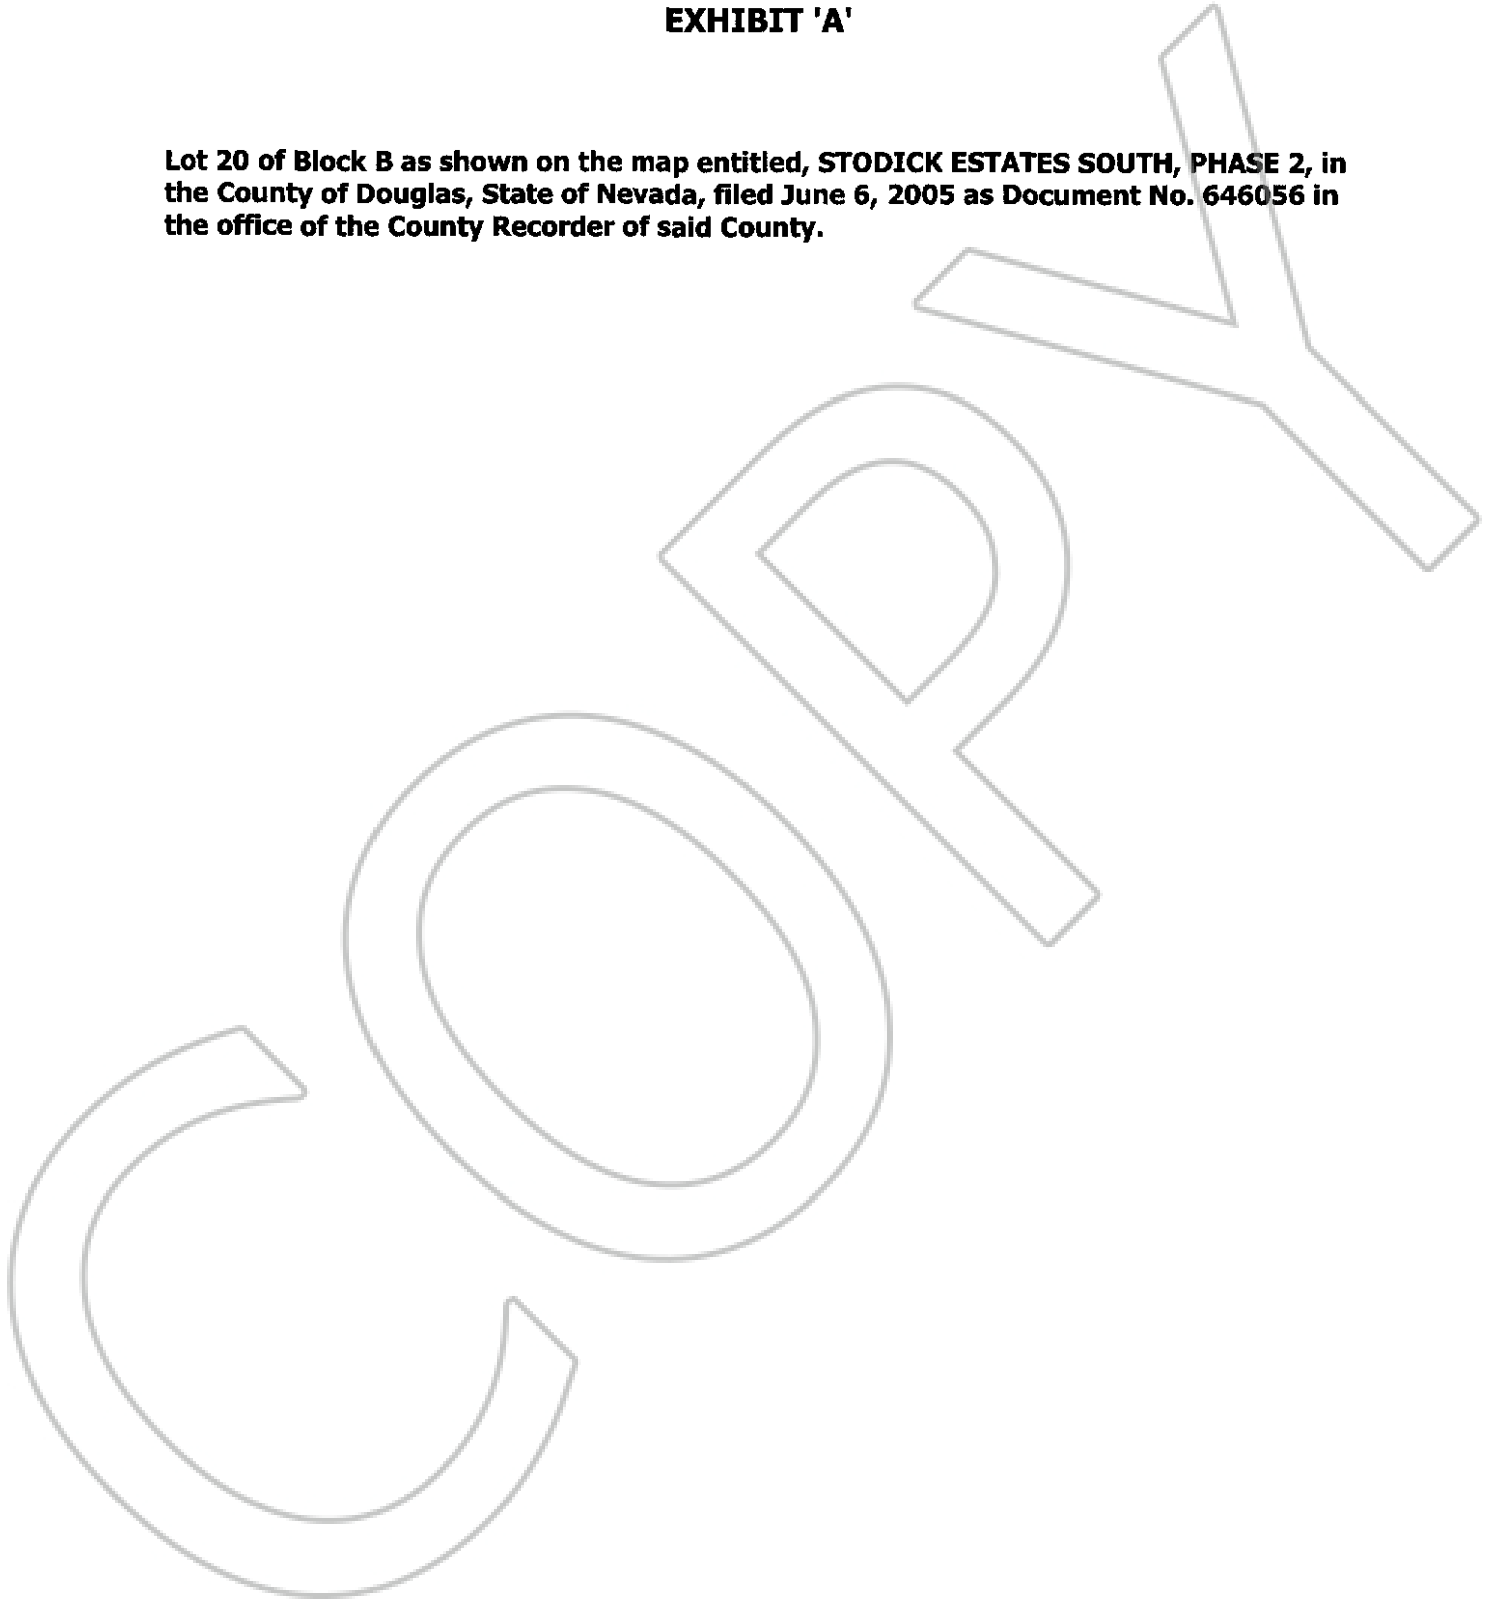 EXHIBIT 'A'
Lot 20 of Block B as shown on the map entitled, STODICK ESTATES SOUTH, PHASE 2, in
the County of Douglas, State of Nevada, filed June 6, 2005 as Document No. 646056 in
the office of the County Recorder of said County.
COPY